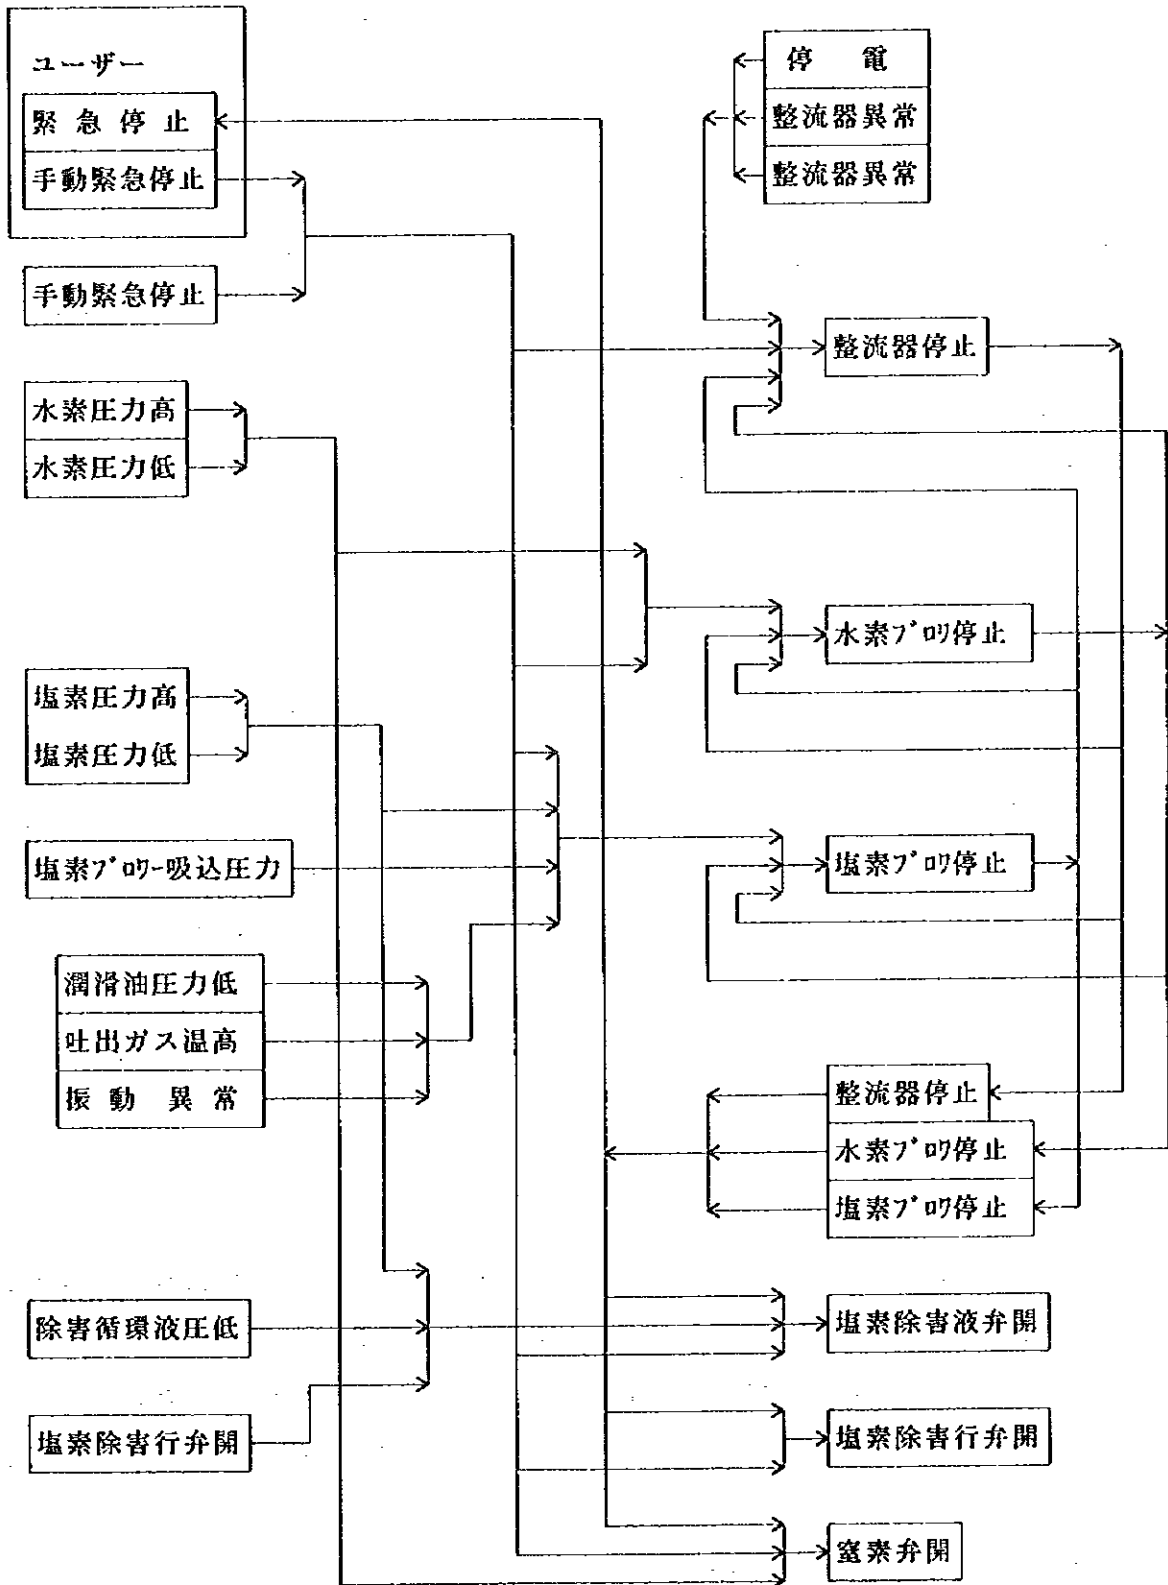 ユーザー
緊急停止
手動緊急停止
手動緊急停止
水素圧力高
水素圧力低
塩素圧力高
塩素圧力低
塩素ブロワー吸込圧力
潤滑油圧力低
吐出ガス温高
振動異常
除害循環液圧低
塩素除害行弁開
停電
整流器異常
整流器異常
整流器停止
水素ブロワ停止
塩素ブロワ停止
整流器停止
水素ブロワ停止
塩素ブロワ停止
塩素除害液弁開
塩素除害行弁開
窒素弁開